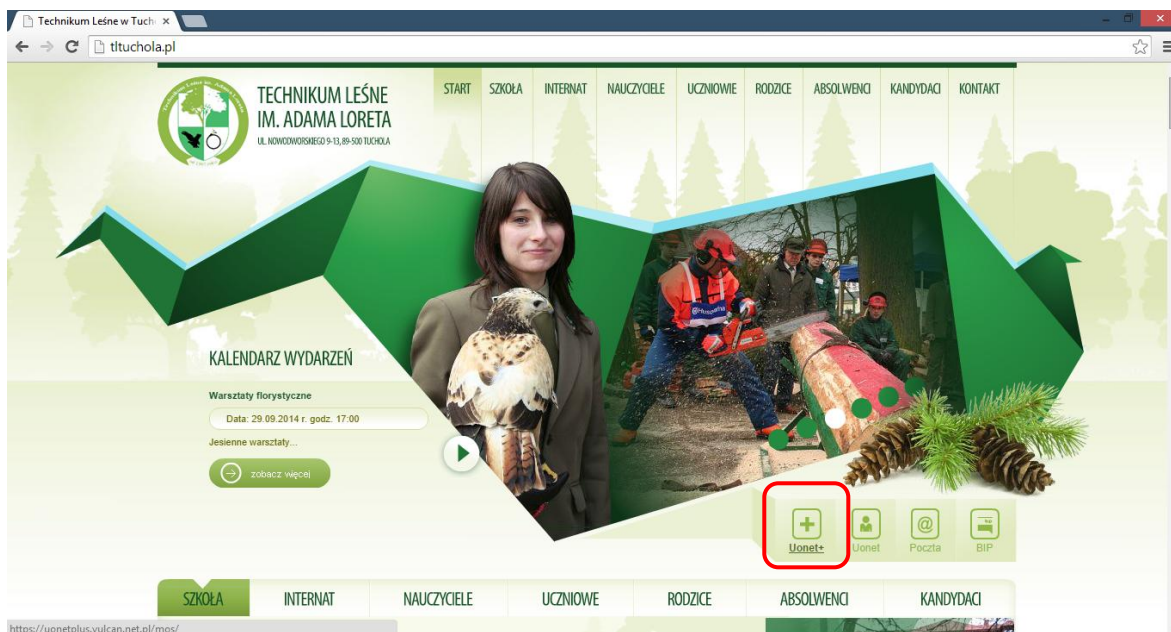 Technikum Leśne w Tuch
tltuchola.pl
TECHNIKUM LEŚNE
IM. ADAMA LORETA
UL. NOWODWORSKIEGO 9-13, 89-500 TUCHOLA
START SZKOŁA INTERNAT NAUCZYCIELE UCZNIOWIE RODZICE ABSOLWENCI KANDYDACI KONTAKT
Husqvarna
KALENDARZ WYDARZEŃ
Warsztaty florystyczne
Data: 29.09.2014 r. godz. 17:00
Jesienne warsztaty...
zobacz więcej
Uonet+ Uonet Poczta BIP
SZKOŁA INTERNAT NAUCZYCIELE UCZNIOWE RODZICE ABSOLWENCI KANDYDACI
https://uonetplus.vulcan.net.pl/mos/